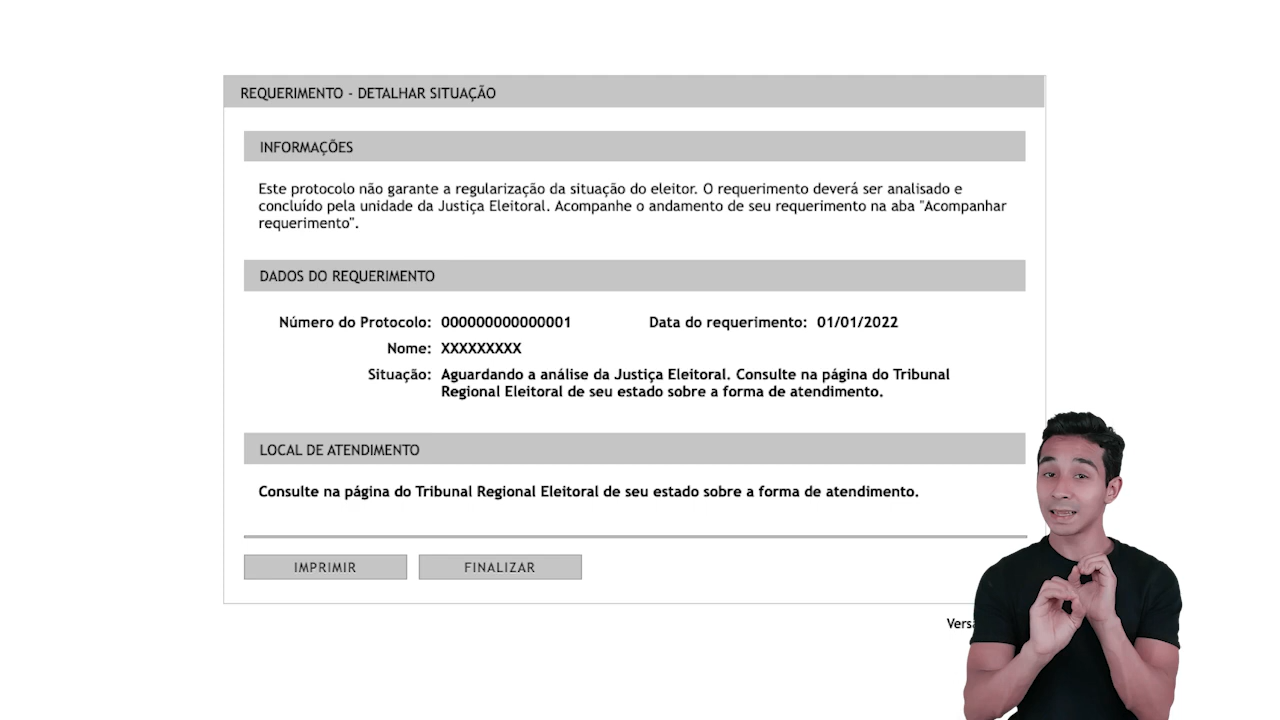 REQUERIMENTO - DETALHAR SITUAÇÃO
INFORMAÇÕES
Este protocolo não garante a regularização da situação do eleitor. O requerimento deverá ser analisado e
concluído pela unidade da Justiça Eleitoral. Acompanhe o andamento de seu requerimento na aba "Acompanhar
requerimento".
DADOS DO REQUERIMENTO
Número do Protocolo: 000000000000001 Data do requerimento: 01/01/2022
Nome: XXXXXXXXX
Situação: Aguardando a análise da Justiça Eleitoral. Consulte na página do Tribunal
Regional Eleitoral de seu estado sobre a forma de atendimento.
LOCAL DE ATENDIMENTO
Consulte na página do Tribunal Regional Eleitoral de seu estado sobre a forma de atendimento.
IMPRIMIR FINALIZAR